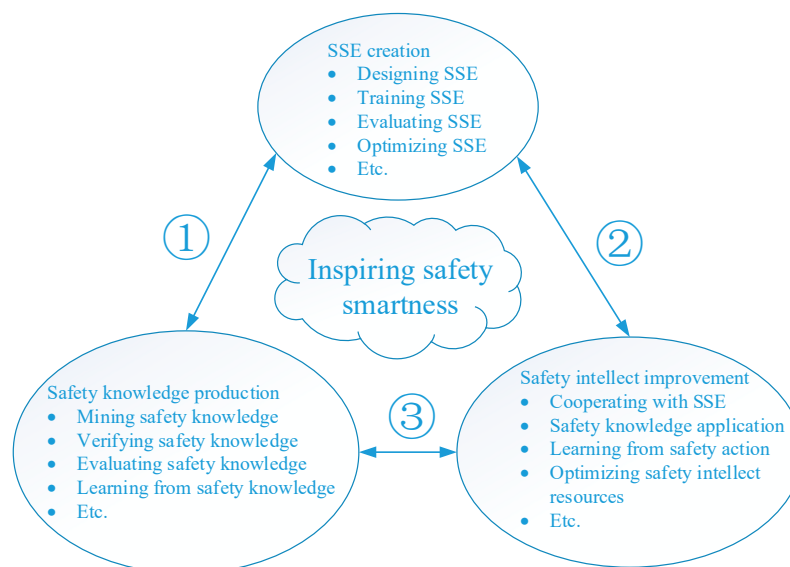 SSE creation
● Designing SSE
● Training SSE
● Evaluating SSE
● Optimizing SSE
● Etc.
①
②
Inspiring safety
smartness
Safety knowledge production
● Mining safety knowledge
● Verifying safety knowledge
● Evaluating safety knowledge
● Learning from safety knowledge
● Etc.
③
Safety intellect improvement
● Cooperating with SSE
● Safety knowledge application
● Learning from safety action
● Optimizing safety intellect
resources
● Etc.